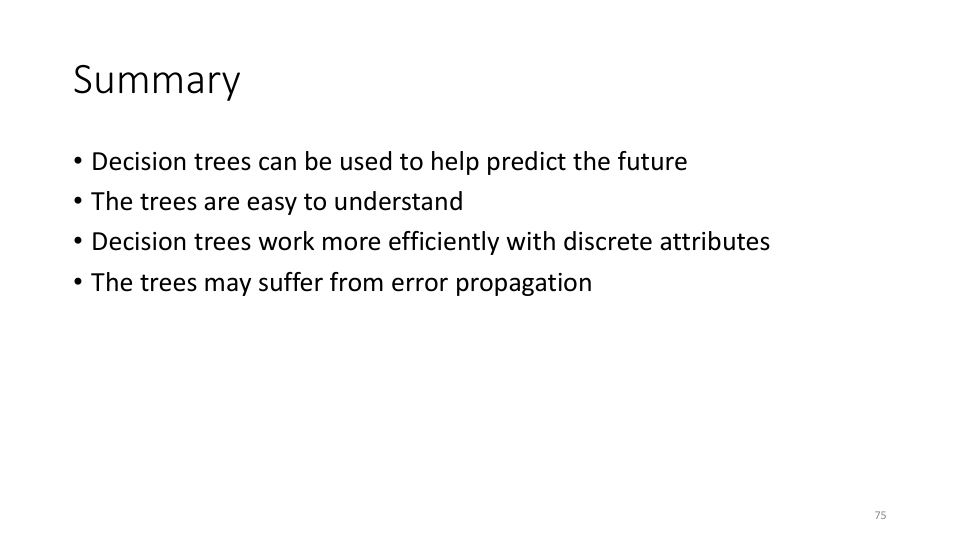 Summary
• Decision trees can be used to help predict the future
• The trees are easy to understand
• Decision trees work more efficiently with discrete attributes
• The trees may suffer from error propagation
75